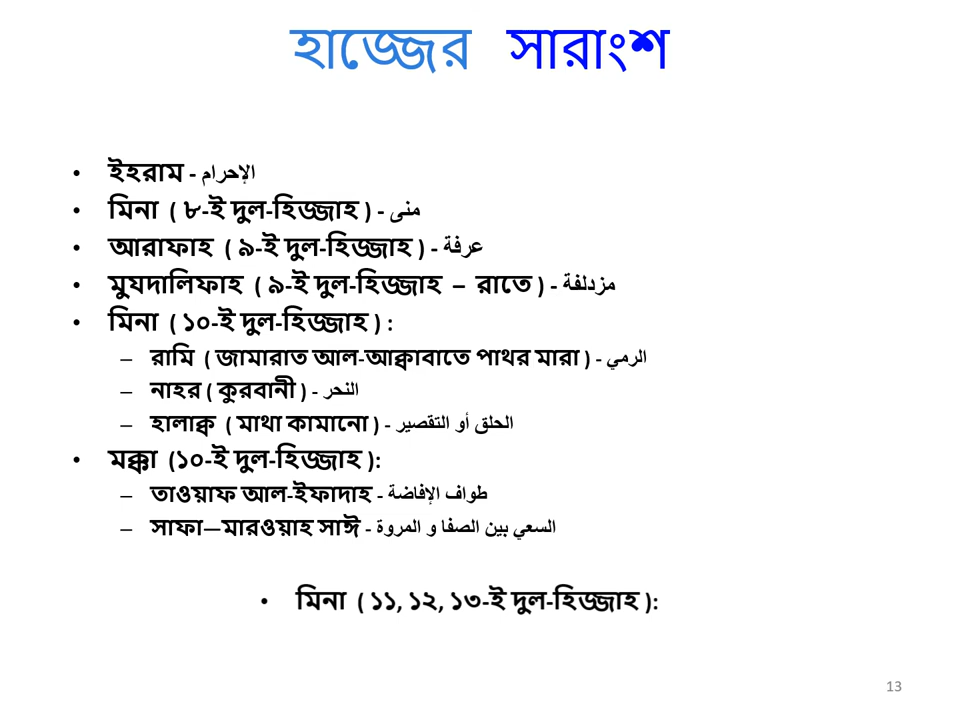 হাজ্জের সারাংশ
• ইহরাম - الإحرام
• মিনা ( ৮-ই দুল-হিজ্জাহ ) - منى
• আরাফাহ ( ৯-ই দুল-হিজ্জাহ ) - عرفة
• মুযদালিফাহ ( ৯-ই দুল-হিজ্জাহ – রাতে ) - مزدلفة
• মিনা ( ১০-ই দুল-হিজ্জাহ ) :
– রামি ( জামারাত আল-আক্বাবাতে পাথর মারা ) - الرمي
– নাহর ( কুরবানী ) - النحر
– হালাক্ব ( মাথা কামানো ) - الحلق أو التقصير
• মক্কা (১০-ই দুল-হিজ্জাহ ):
– তাওয়াফ আল-ইফাদাহ - طواف الإفاضة
– সাফা—মারওয়াহ সাঈ - السعي بين الصفا و المروة
• মিনা ( ১১, ১২, ১৩-ই দুল-হিজ্জাহ ):
13